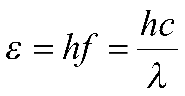 ε = hf = hc/λ